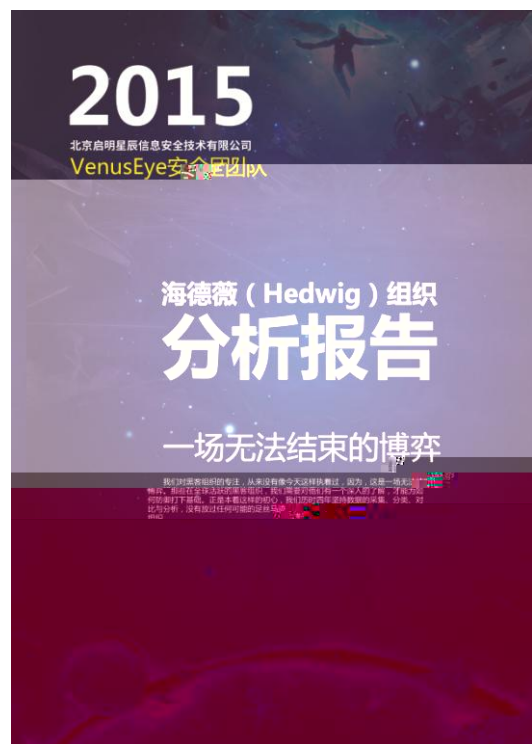 2015
北京启明星辰信息安全技术有限公司
VenusEye安全团队
海德薇（Hedwig）组织
分析报告
一场无法结束的博弈
我们对黑客组织的专注，从来没有像今天这样执着过，因为，这是一场无法
博弈。那些在全球活跃的黑客组织，我们需要对他们有一个深入的了解，才能为如
何防御打下基础。正是本着这样的初心，我们历时四年坚持数据的采集、分类、对
比与分析，没有放过任何可能的足丝马迹
组织